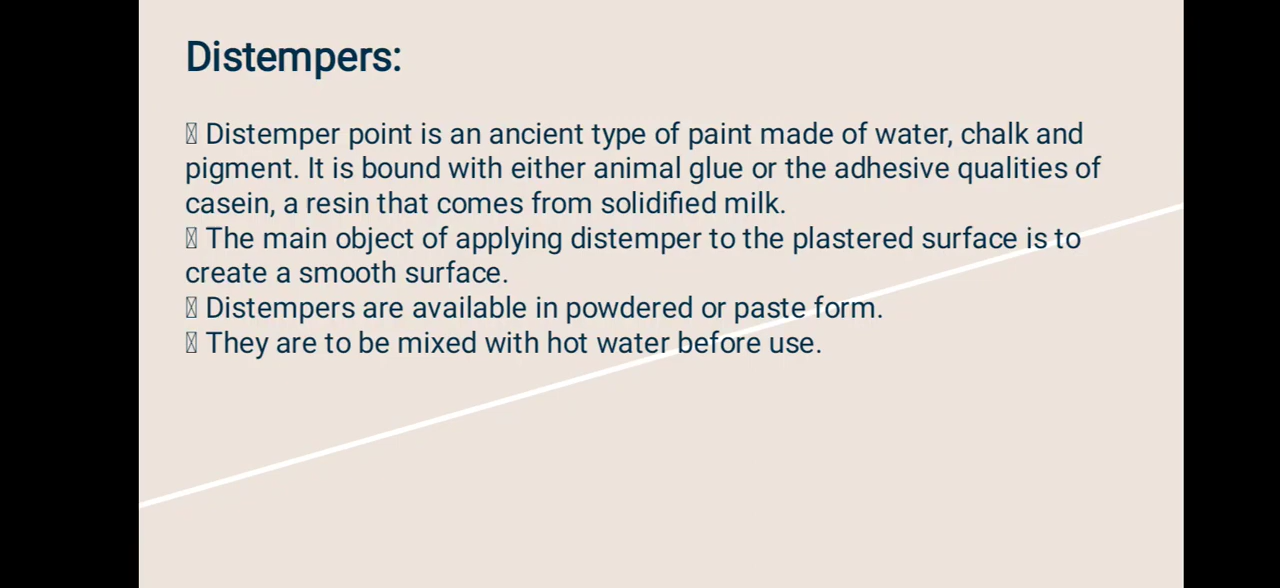 Distempers:
Distemper point is an ancient type of paint made of water, chalk and
pigment. It is bound with either animal glue or the adhesive qualities of
casein, a resin that comes from solidified milk.
The main object of applying distemper to the plastered surface is to
create a smooth surface.
Distempers are available in powdered or paste form.
They are to be mixed with hot water before use.